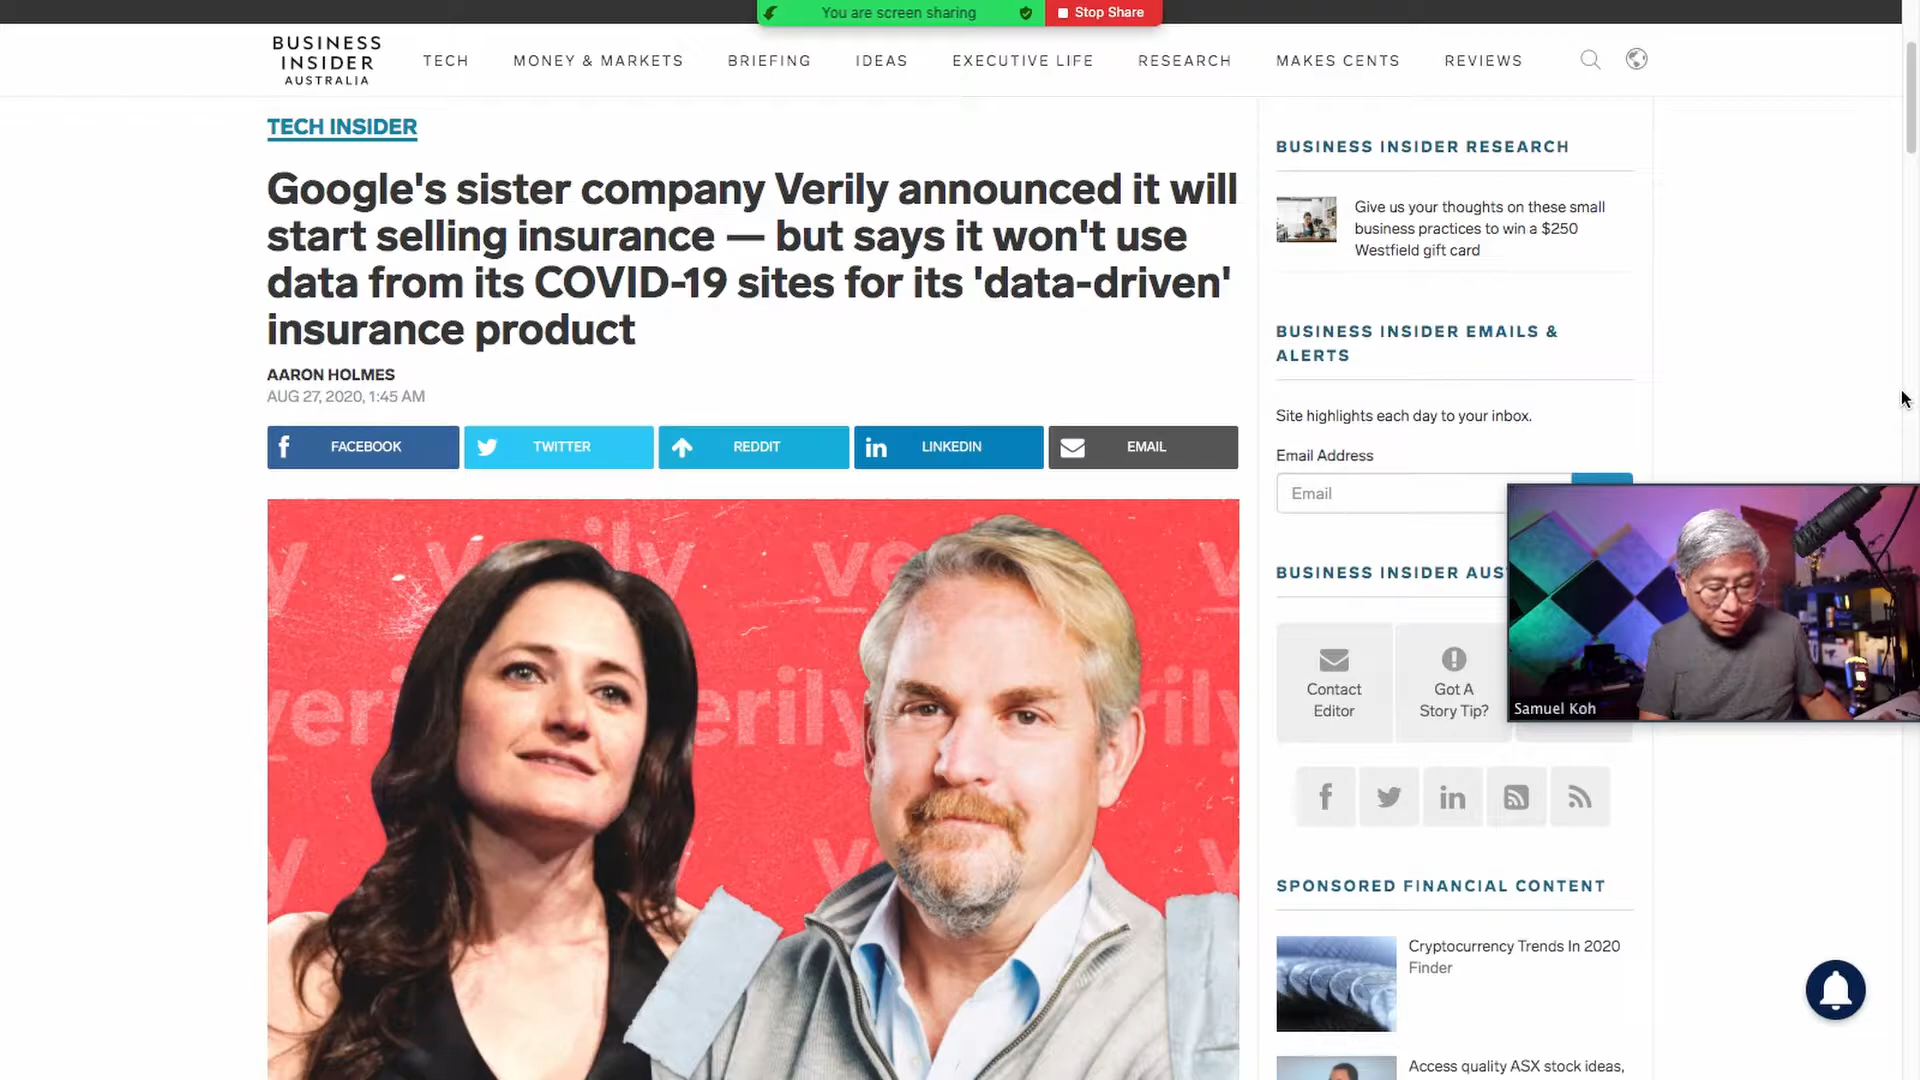 You are screen sharing
Stop Share
BUSINESS
INSIDER
AUSTRALIA
TECH
MONEY & MARKETS
BRIEFING
IDEAS
EXECUTIVE LIFE
RESEARCH
MAKES CENTS
REVIEWS
TECH INSIDER
Google's sister company Verily announced it will
start selling insurance — but says it won't use
data from its COVID-19 sites for its 'data-driven'
insurance product
AARON HOLMES
AUG 27, 2020, 1:45 AM
FACEBOOK
TWITTER
REDDIT
LINKEDIN
EMAIL
verily
BUSINESS INSIDER RESEARCH
Give us your thoughts on these small
business practices to win a $250
Westfield gift card
BUSINESS INSIDER EMAILS &
ALERTS
Site highlights each day to your inbox.
Email Address
Email
BUSINESS INSIDER AUS
Contact
Editor
Got A
Story Tip?
Samuel Koh
SPONSORED FINANCIAL CONTENT
Cryptocurrency Trends In 2020
Finder
Access quality ASX stock ideas,